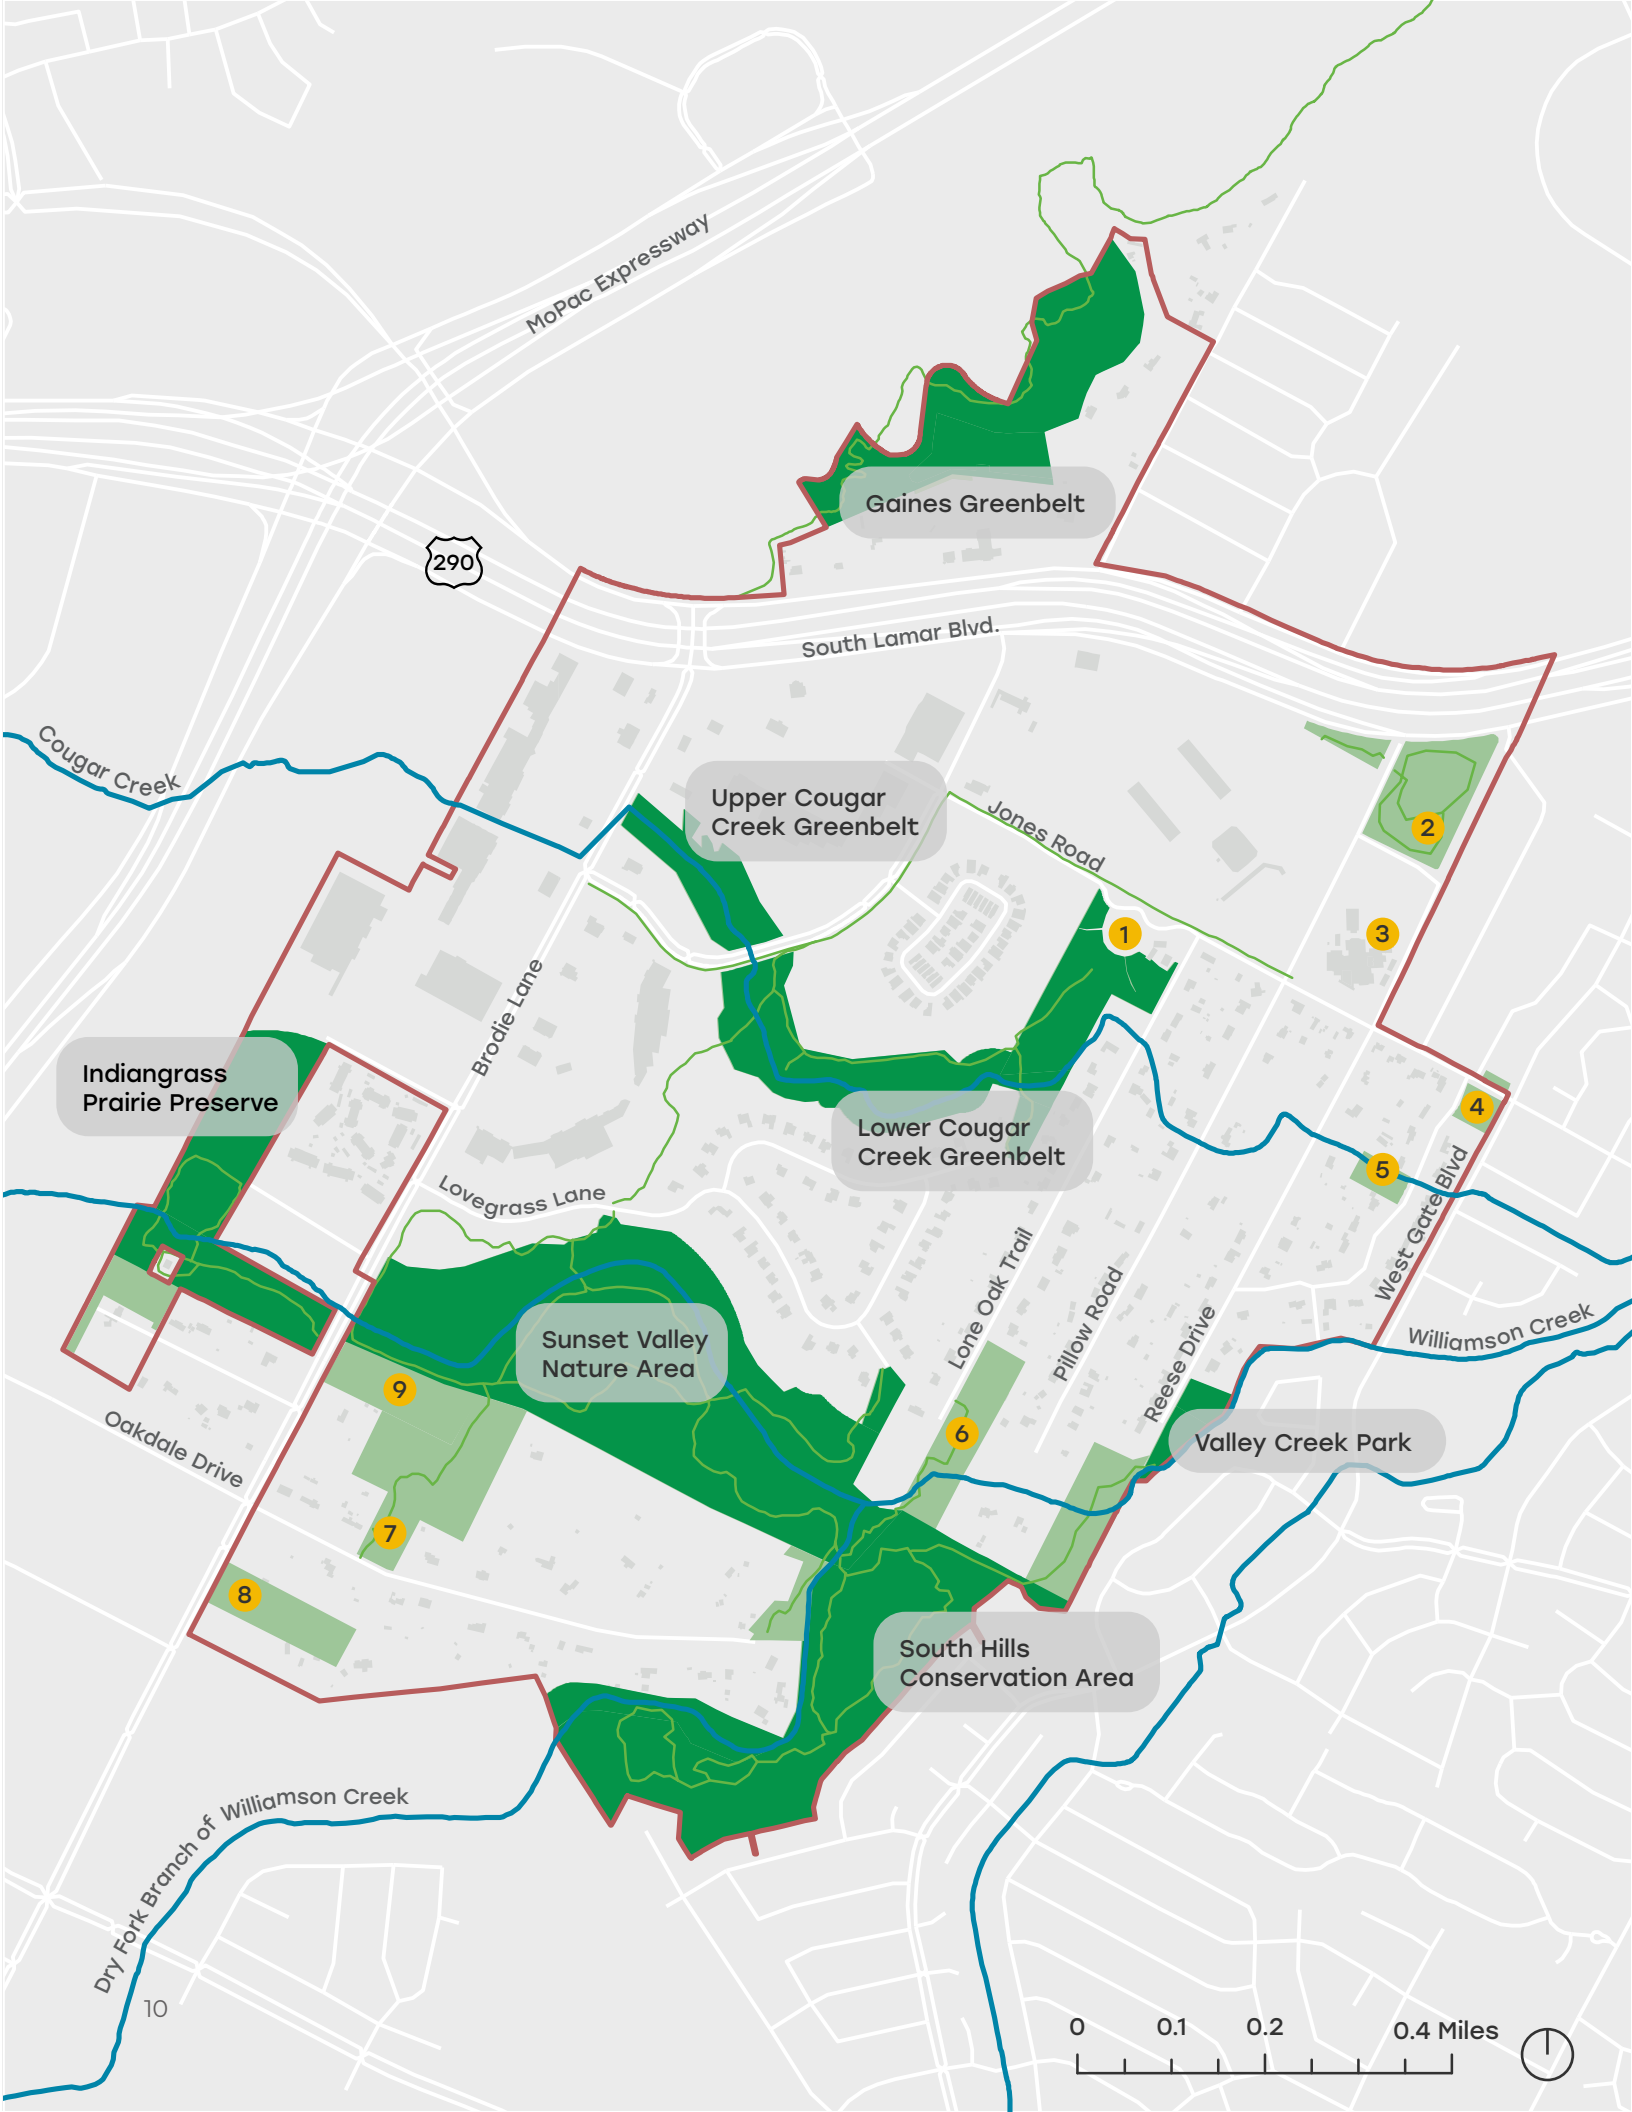 MoPac Expressway
Gaines Greenbelt
290
South Lamar Blvd.
Cougar Creek
Upper Cougar
Creek Greenbelt
Jones Road
2
1
3
Brodie Lane
Indiangrass
Prairie Preserve
Lower Cougar
Creek Greenbelt
4
5
Lovegrass Lane
West Gate Blvd
Lone Oak Trail
Pillow Road
Reese Drive
Williamson Creek
Sunset Valley
Nature Area
9
Oakdale Drive
6
Valley Creek Park
7
8
South Hills
Conservation Area
Dry Fork Branch of Williamson Creek
10
0 0.1 0.2 0.4 Miles